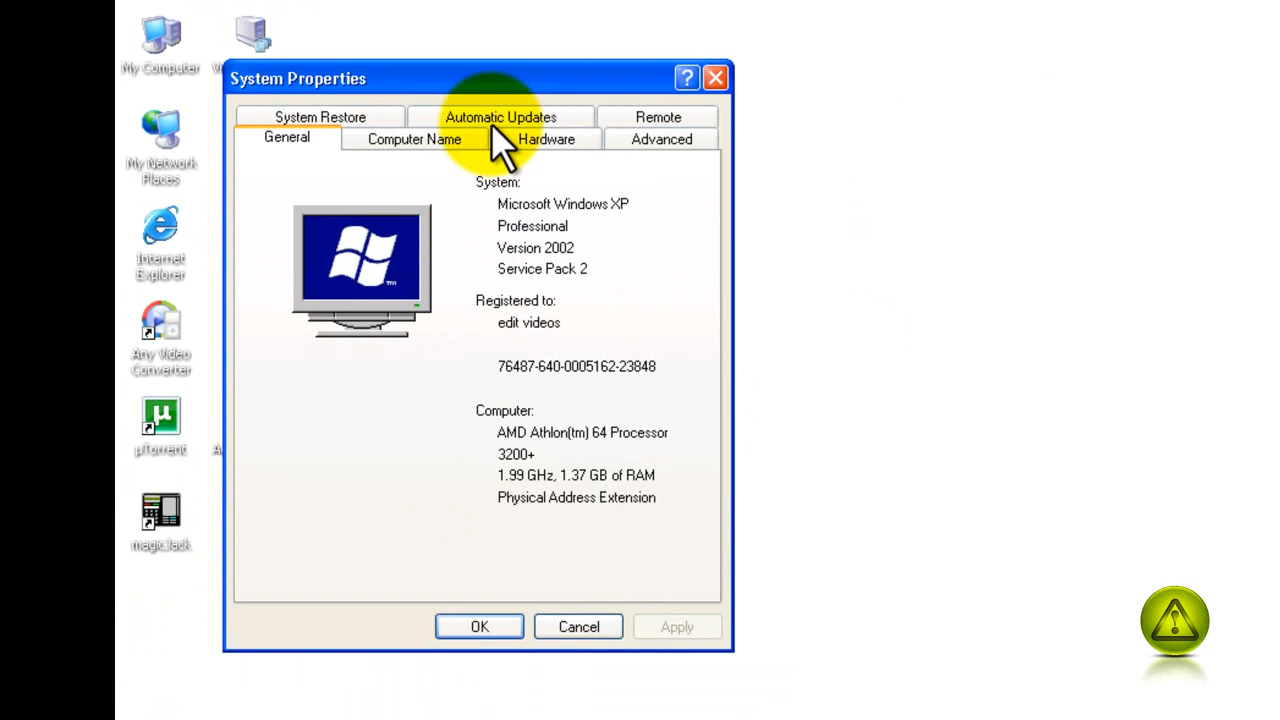 My Computer
My Network
Places
Internet
Explorer
Any Video
Converter
µTorrent
magicJack
System Properties
System Restore
Automatic Updates
Remote
General
Computer Name
Hardware
Advanced
System:
Microsoft Windows XP
Professional
Version 2002
Service Pack 2
Registered to:
edit videos
76487-640-0005162-23848
Computer:
AMD Athlon(tm) 64 Processor
3200+
1.99 GHz, 1.37 GB of RAM
Physical Address Extension
OK
Cancel
Apply